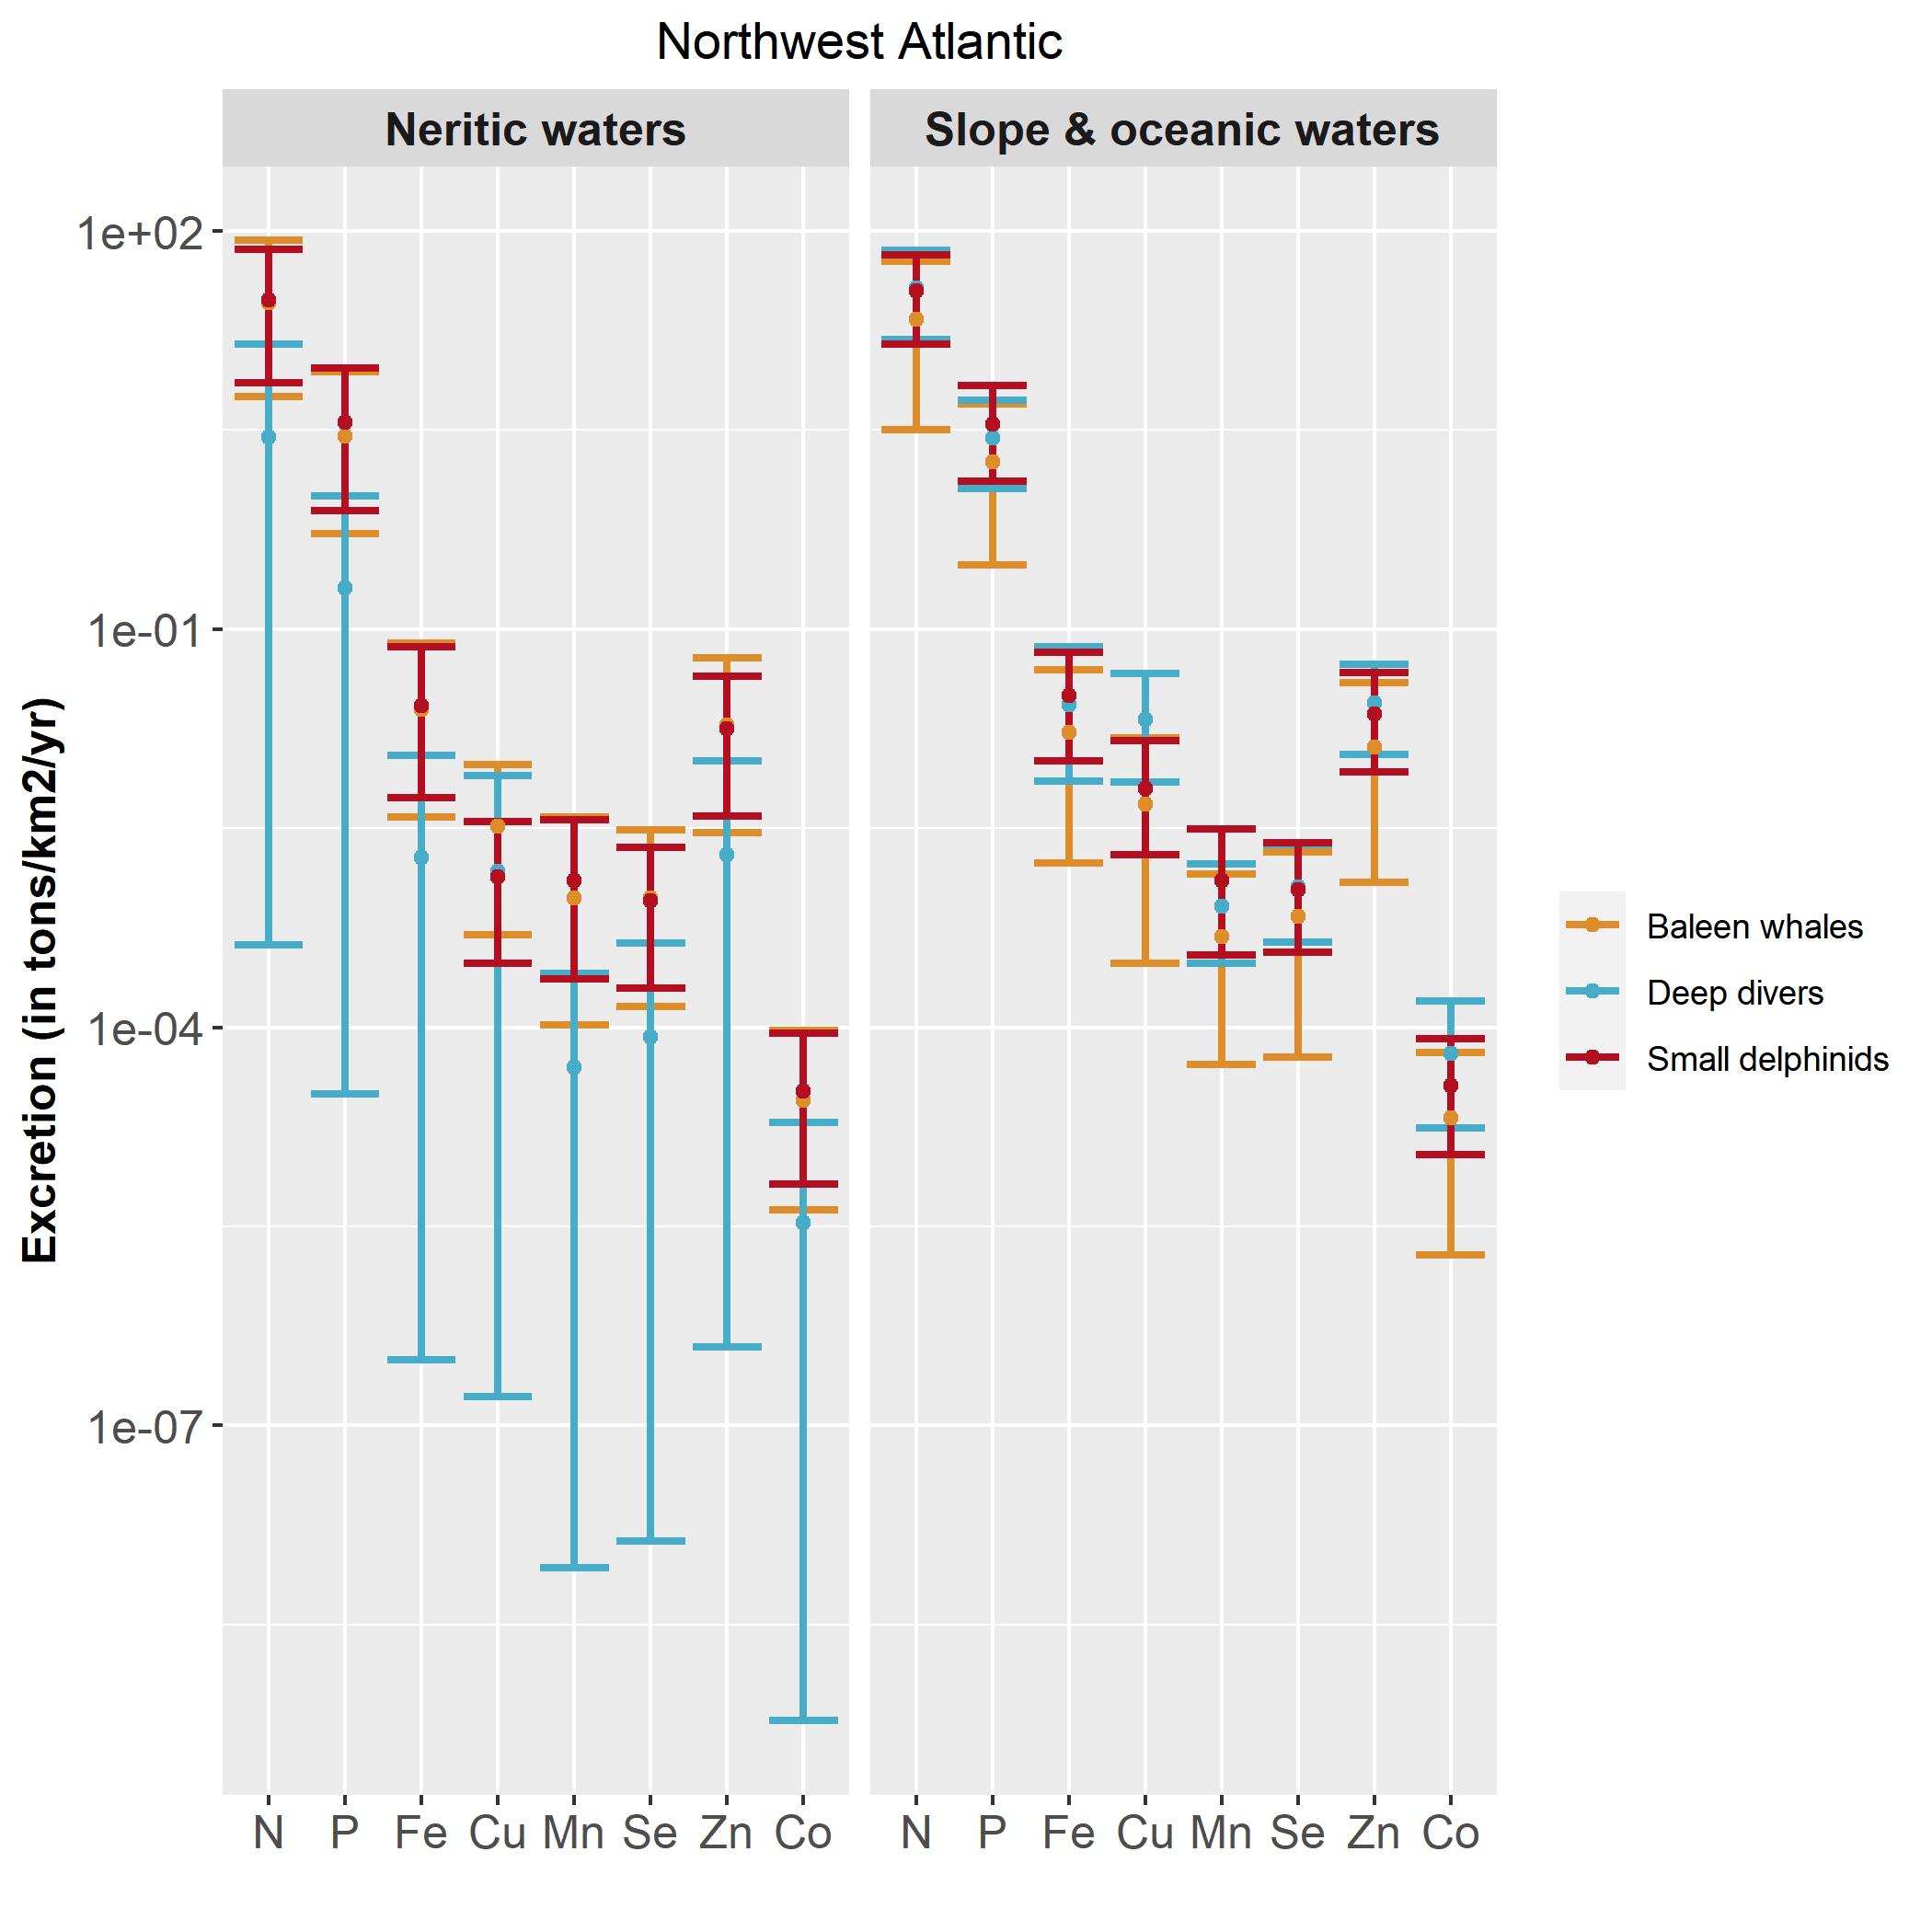 Northwest Atlantic
Neritic waters
Slope & oceanic waters
1e+02
1e-01
1e-04
1e-07
Excretion (in tons/km2/yr)
N P Fe Cu Mn Se Zn Co
N P Fe Cu Mn Se Zn Co
Baleen whales
Deep divers
Small delphinids